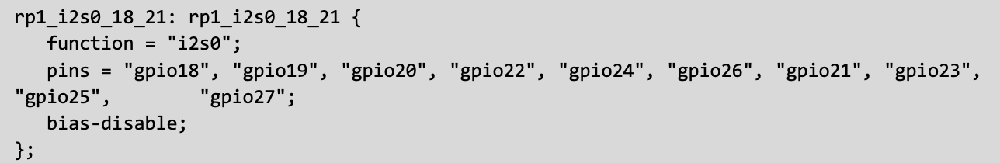 rp1_i2s0_18_21: rp1_i2s0_18_21 {
   function = "i2s0";
   pins = "gpio18", "gpio19", "gpio20", "gpio22", "gpio24", "gpio26", "gpio21", "gpio23",
"gpio25",        "gpio27";
   bias-disable;
};